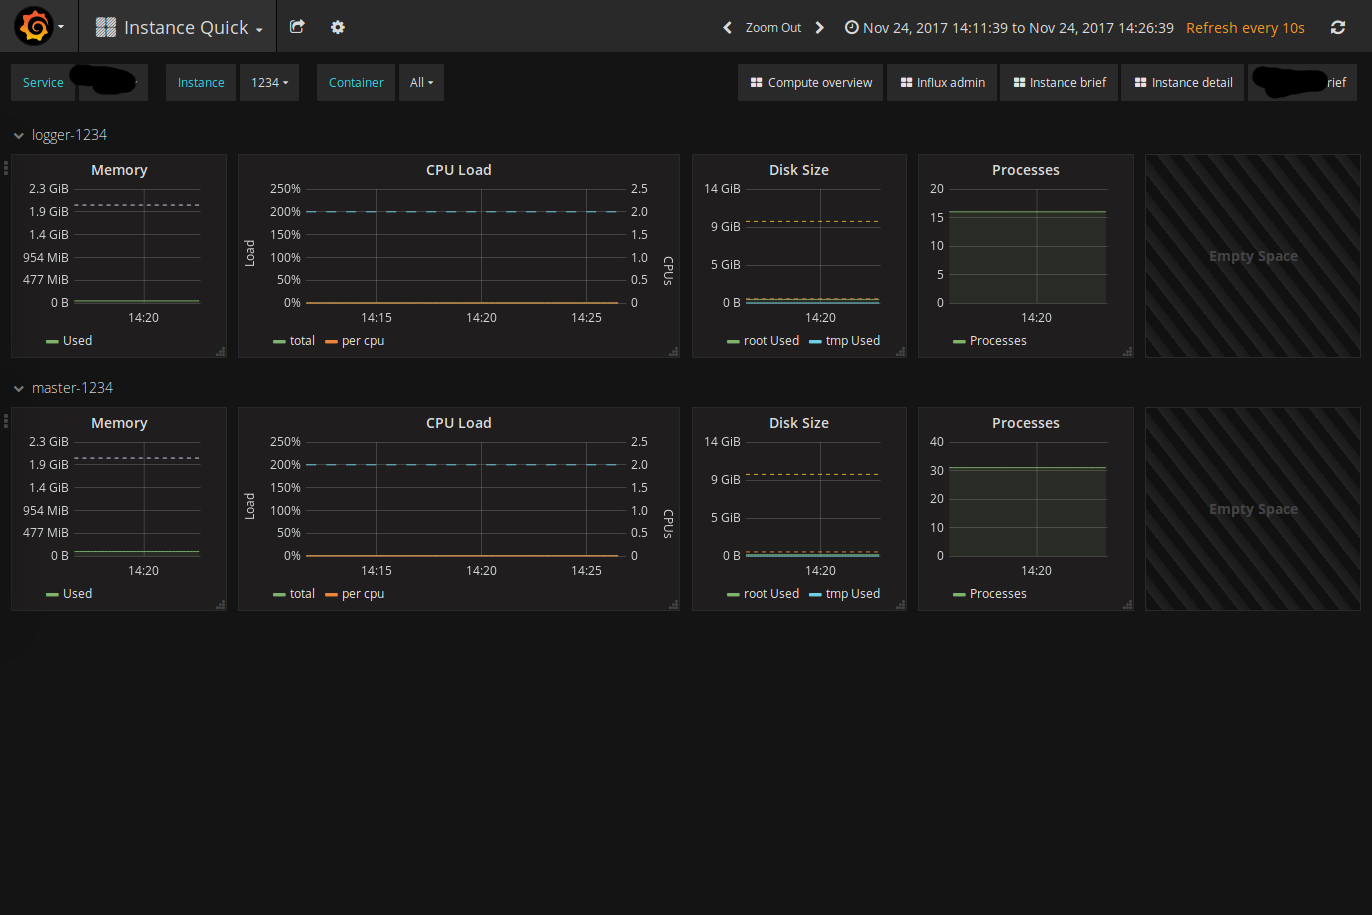 Instance Quick
Zoom Out
Nov 24, 2017 14:11:39 to Nov 24, 2017 14:26:39 Refresh every 10s
Service
Instance 1234
Container All
Compute overview
Influx admin
Instance brief
Instance detail
rief
logger-1234
Memory
2.3 GiB
1.9 GiB
1.4 GiB
954 MiB
477 MiB
0 B
14:20
Used
CPU Load
Load
250%
200%
150%
100%
50%
0%
2.5
2.0
1.5
1.0
0.5
0
CPUs
14:15 14:20 14:25
total per cpu
Disk Size
14 GiB
9 GiB
5 GiB
0 B
14:20
root Used tmp Used
Processes
20
15
10
5
0
14:20
Processes
Empty Space
master-1234
Memory
2.3 GiB
1.9 GiB
1.4 GiB
954 MiB
477 MiB
0 B
14:20
Used
CPU Load
Load
250%
200%
150%
100%
50%
0%
2.5
2.0
1.5
1.0
0.5
0
CPUs
14:15 14:20 14:25
total per cpu
Disk Size
14 GiB
9 GiB
5 GiB
0 B
14:20
root Used tmp Used
Processes
40
30
20
10
0
14:20
Processes
Empty Space